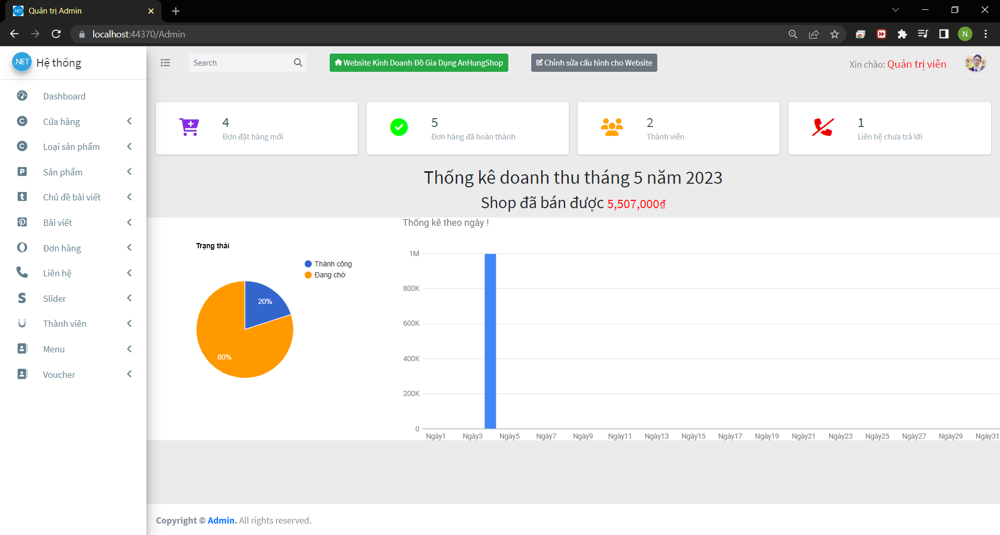 Quản trị Admin
localhost:44370/Admin
N
.NET Hệ thống
Search
Website Kinh Doanh Đồ Gia Dụng AnHungShop
Chỉnh sửa cấu hình cho Website
Xin chào: Quản trị viên
Dashboard
Cửa hàng
Loại sản phẩm
Sản phẩm
Chủ đề bài viết
Bài viết
Đơn hàng
Liên hệ
Slider
Thành viên
Menu
Voucher
4
Đơn đặt hàng mới
5
Đơn hàng đã hoàn thành
2
Thành viên
1
Liên hệ chưa trả lời
Thống kê doanh thu tháng 5 năm 2023
Shop đã bán được 5,507,000₫
Trạng thái
Thành công
Đang chờ
20%
80%
Thống kê theo ngày !
1M
800K
600K
400K
200K
0
Ngày1 Ngày3 Ngày5 Ngày7 Ngày9 Ngày11 Ngày13 Ngày15 Ngày17 Ngày19 Ngày21 Ngày23 Ngày25 Ngày27 Ngày29 Ngày31
Copyright © Admin. All rights reserved.